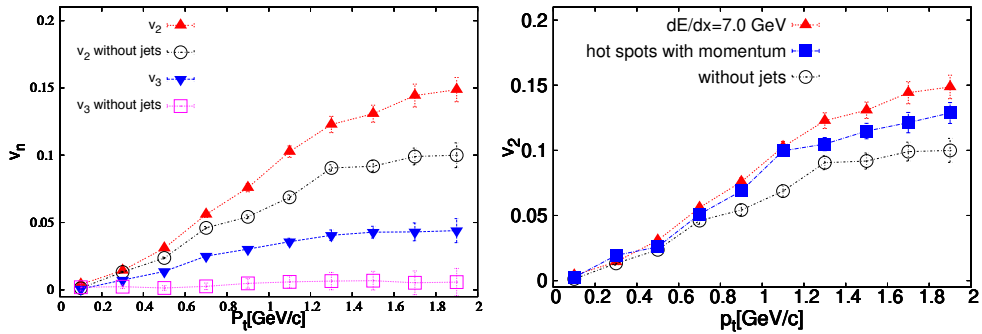 0.2
0.15
0.1
0.05
0
v_n
v_2
v_2 without jets
v_3
v_3 without jets
0 0.2 0.4 0.6 0.8 1 1.2 1.4 1.6 1.8 2
P_t[GeV/c]
0.2
0.15
0.1
0.05
0
v_2
dE/dx=7.0 GeV
hot spots with momentum
without jets
0 0.2 0.4 0.6 0.8 1 1.2 1.4 1.6 1.8 2
p_t[GeV/c]